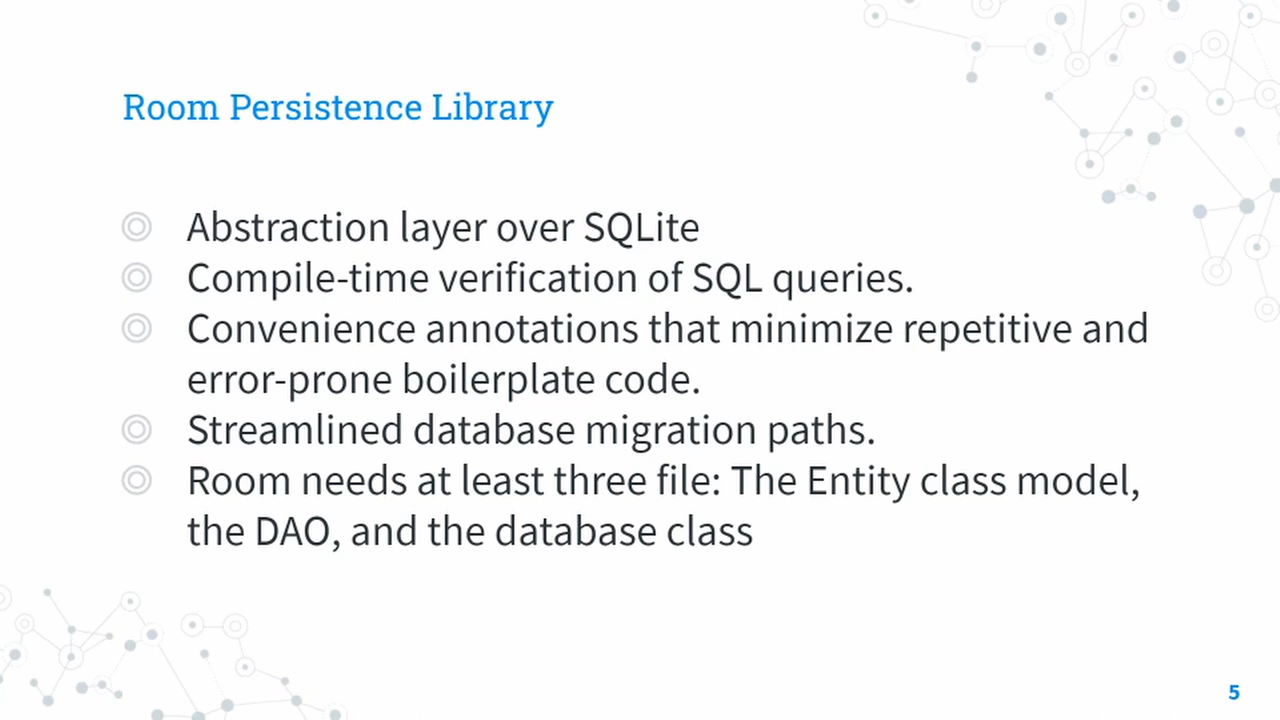 Room Persistence Library
Abstraction layer over SQLite
Compile-time verification of SQL queries.
Convenience annotations that minimize repetitive and
error-prone boilerplate code.
Streamlined database migration paths.
Room needs at least three file: The Entity class model,
the DAO, and the database class
5